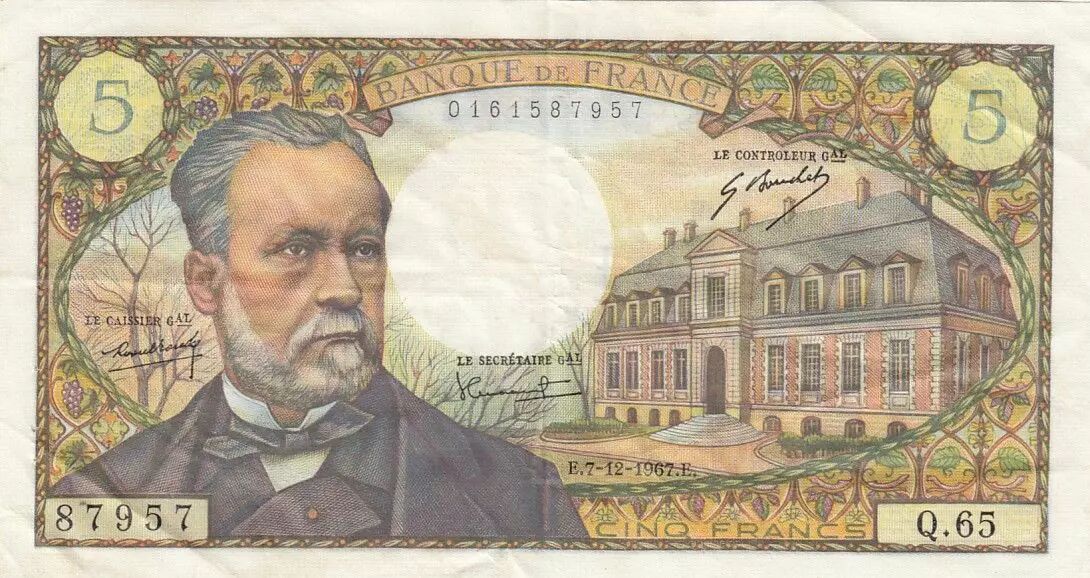 BANQUE DE FRANCE
5
5
0161587957
LE CONTROLEUR GAL
G Bouchet
LE CAISSIER GAL
LE SECRÉTAIRE GAL
E.7-12-1967.E.
87957
CINQ FRANCS
Q.65